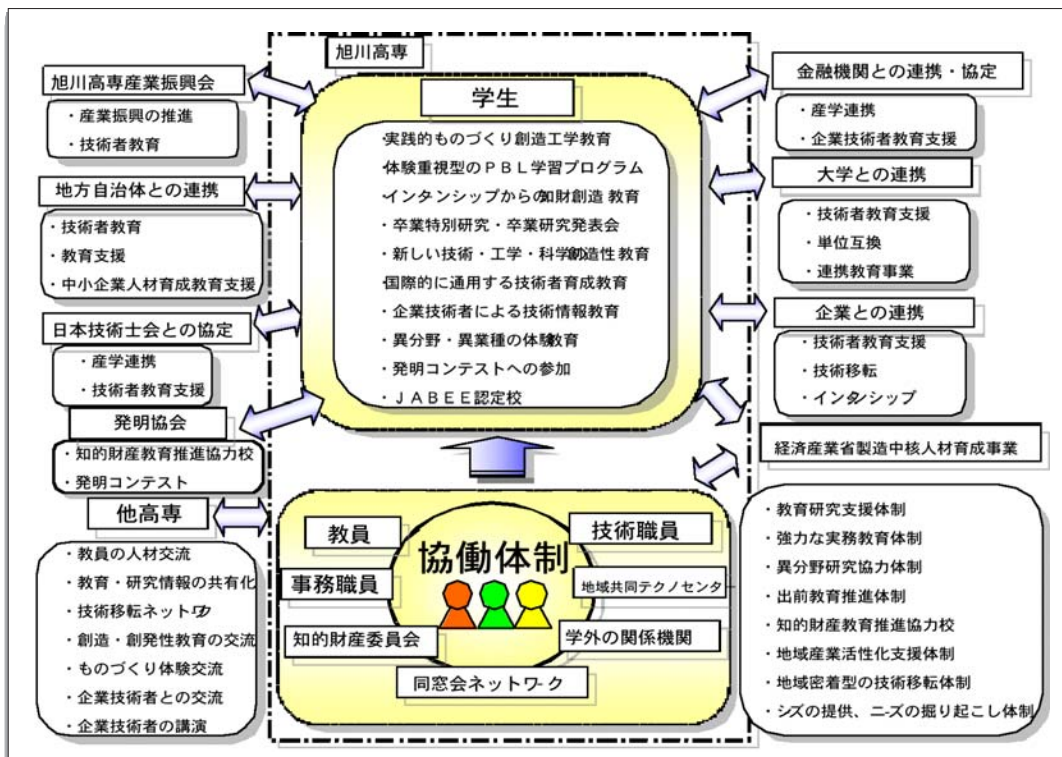 旭川高専
旭川高専産業振興会
・産業振興の推進
・技術者教育
地方自治体との連携
・技術者教育
・教育支援
・中小企業人材育成教育支援
日本技術士会との協定
・産学連携
・技術者教育支援
発明協会
・知的財産教育推進協力校
・発明コンテスト
他高専
・教員の人材交流
・教育・研究情報の共有化
・技術移転ネットワーク
・創造・創発性教育の交流
・ものづくり体験交流
・企業技術者との交流
・企業技術者の講演
学生
・実践的ものづくり創造工学教育
・体験重視型のPBL学習プログラム
・インターンシップからの知財創造教育
・卒業特別研究・卒業研究発表会
・新しい技術・工学・科学の創造性教育
・国際的に通用する技術者育成教育
・企業技術者による技術情報教育
・異分野・異業種の体験教育
・発明コンテストへの参加
・JABEE認定校
協働体制
教員
技術職員
事務職員
地域共同テクノセンター
知的財産委員会
学外の関係機関
同窓会ネットワーク
金融機関との連携・協定
・産学連携
・企業技術者教育支援
大学との連携
・技術者教育支援
・単位互換
・連携教育事業
企業との連携
・技術者教育支援
・技術移転
・インターンシップ
経済産業省製造中核人材育成事業
・教育研究支援体制
・強力な実務教育体制
・異分野研究協力体制
・出前教育推進体制
・知的財産教育推進協力校
・地域産業活性化支援体制
・地域密着型の技術移転体制
・シーズの提供、ニーズの掘り起こし体制